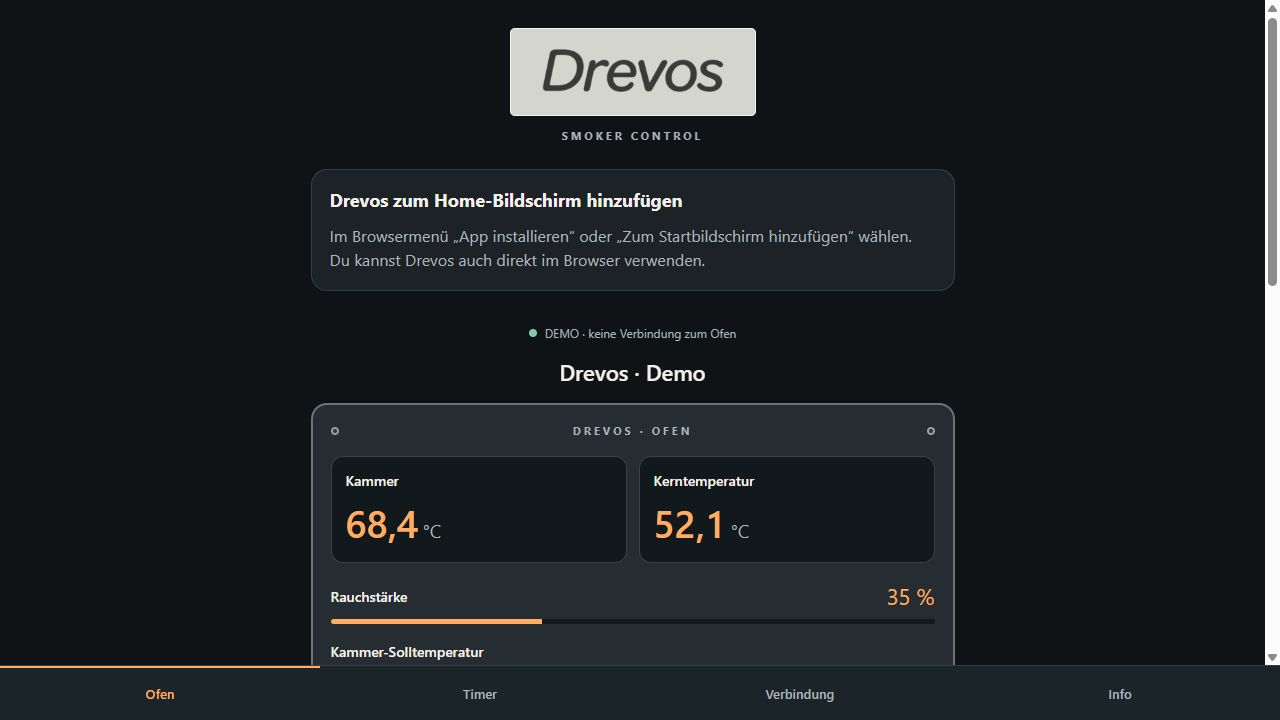 Drevos
SMOKER CONTROL
Drevos zum Home-Bildschirm hinzufügen
Im Browsermenü „App installieren“ oder „Zum Startbildschirm hinzufügen“ wählen.
Du kannst Drevos auch direkt im Browser verwenden.
DEMO · keine Verbindung zum Ofen
Drevos · Demo
DREVOS · OFEN
Kammer
68,4 °C
Kerntemperatur
52,1 °C
Rauchstärke
35 %
Kammer-Solltemperatur
Ofen
Timer
Verbindung
Info